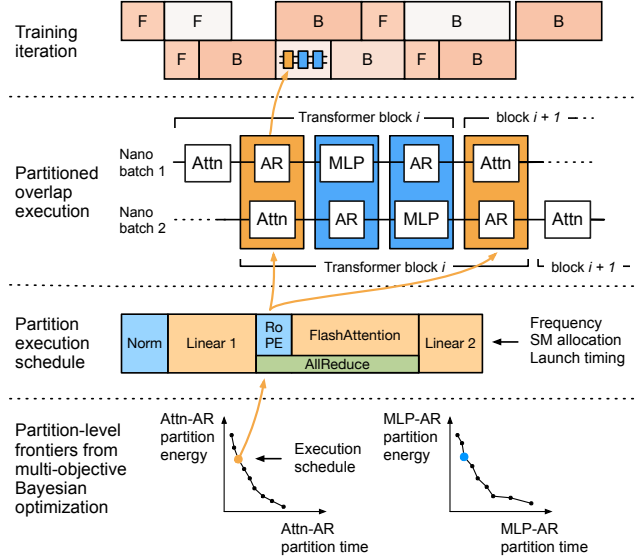 Training
iteration
F F B F B B
F B B F B
Partitioned
overlap
execution
Transformer block i
block i + 1
Nano
batch 1
Attn AR MLP AR Attn
Nano
batch 2
Attn AR MLP AR Attn
Transformer block i
block i + 1
Partition
execution
schedule
Norm Linear 1 Ro
PE FlashAttention Linear 2
AllReduce
Frequency
SM allocation
Launch timing
Partition-level
frontiers from
multi-objective
Bayesian
optimization
Attn-AR
partition
energy
Execution
schedule
Attn-AR
partition time
MLP-AR
partition
energy
MLP-AR
partition time